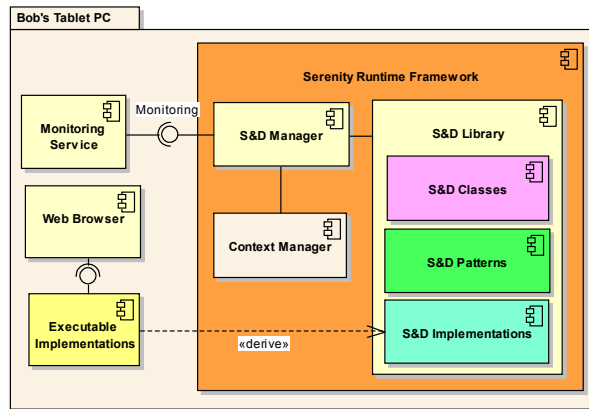 Bob's Tablet PC
Serenity Runtime Framework
Monitoring
Service
Monitoring
S&D Manager
S&D Library
S&D Classes
Web Browser
Context Manager
S&D Patterns
Executable
Implementations
«derive»
S&D Implementations